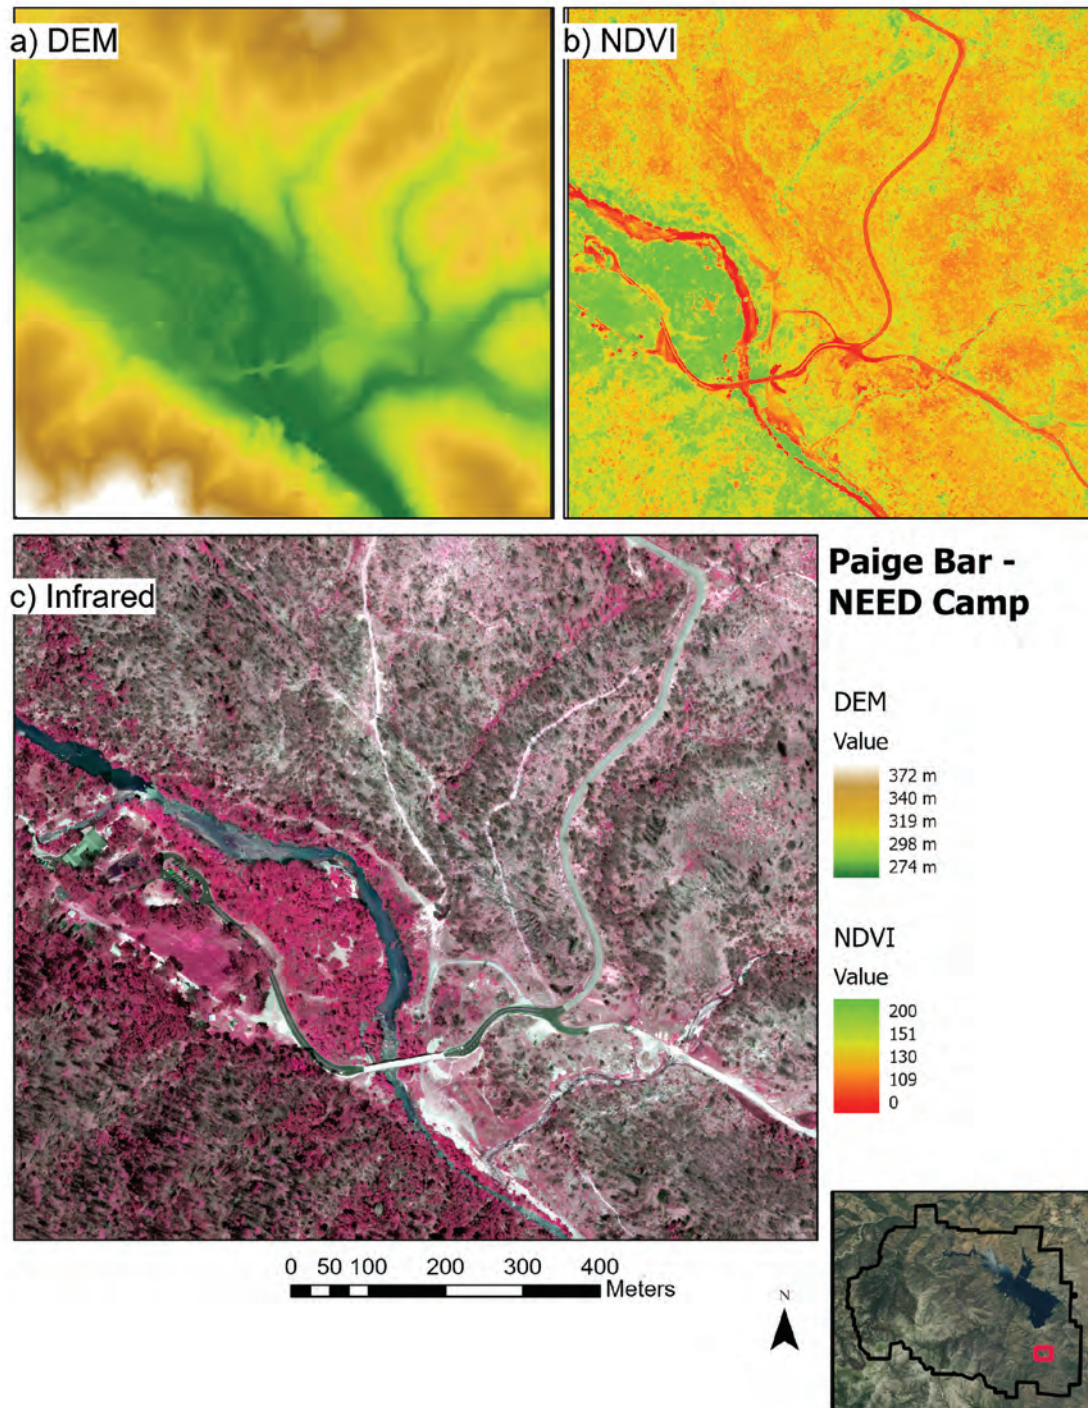 a) DEM
b) NDVI
c) Infrared
Paige Bar -
NEED Camp
DEM
Value
372 m
340 m
319 m
298 m
274 m
NDVI
Value
200
151
130
109
0
0 50 100 200 300 400
Meters
N